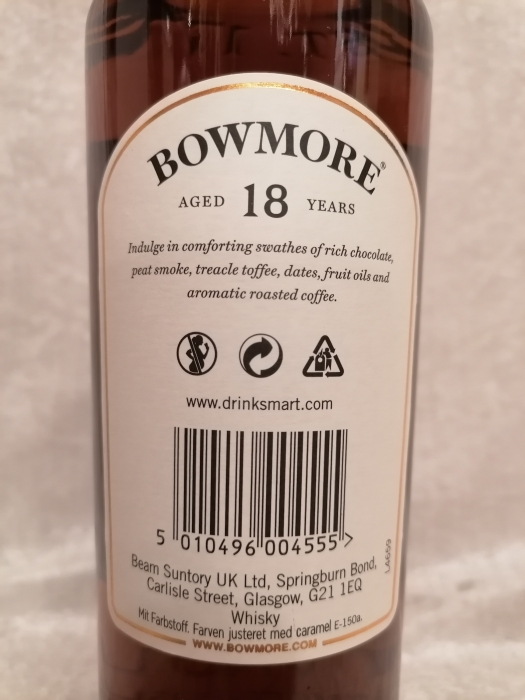 BOWMORE®
AGED 18 YEARS
Indulge in comforting swathes of rich chocolate,
peat smoke, treacle toffee, dates, fruit oils and
aromatic roasted coffee.
www.drinksmart.com
5 010496 004555 >
L6659
Beam Suntory UK Ltd, Springburn Bond,
Carlisle Street, Glasgow, G21 1EQ
Whisky
Mit Farbstoff. Farven justeret med caramel E-150a.
WWW.BOWMORE.COM